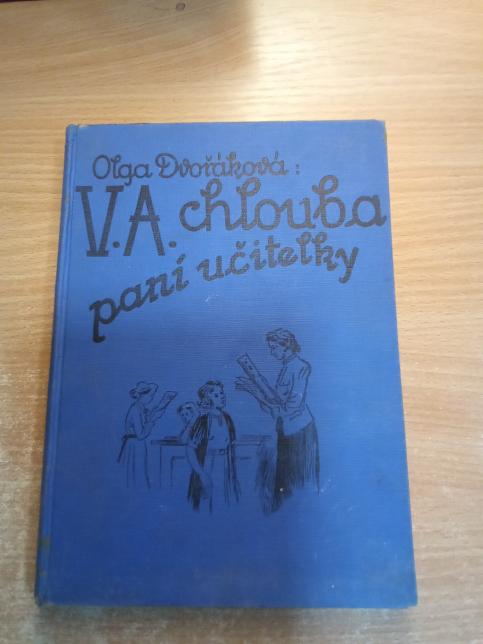 Olga Dvořáková:
V.A. chlouba
paní učitelky